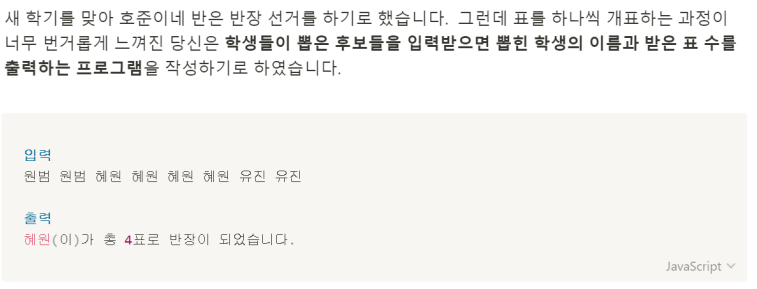 새 학기를 맞아 호준이네 반은 반장 선거를 하기로 했습니다. 그런데 표를 하나씩 개표하는 과정이
너무 번거롭게 느껴진 당신은 학생들이 뽑은 후보들을 입력받으면 뽑힌 학생의 이름과 받은 표 수를
출력하는 프로그램을 작성하기로 하였습니다.
입력
원범 원범 혜원 혜원 혜원 혜원 유진 유진
출력
혜원(이)가 총 4표로 반장이 되었습니다.
JavaScript